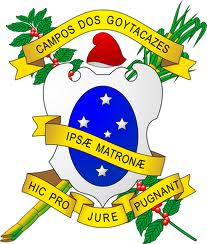 CAMPOS DOS GOYTACAZES
IPSÆ MATRONÆ
HIC PRO JURE PUGNANT